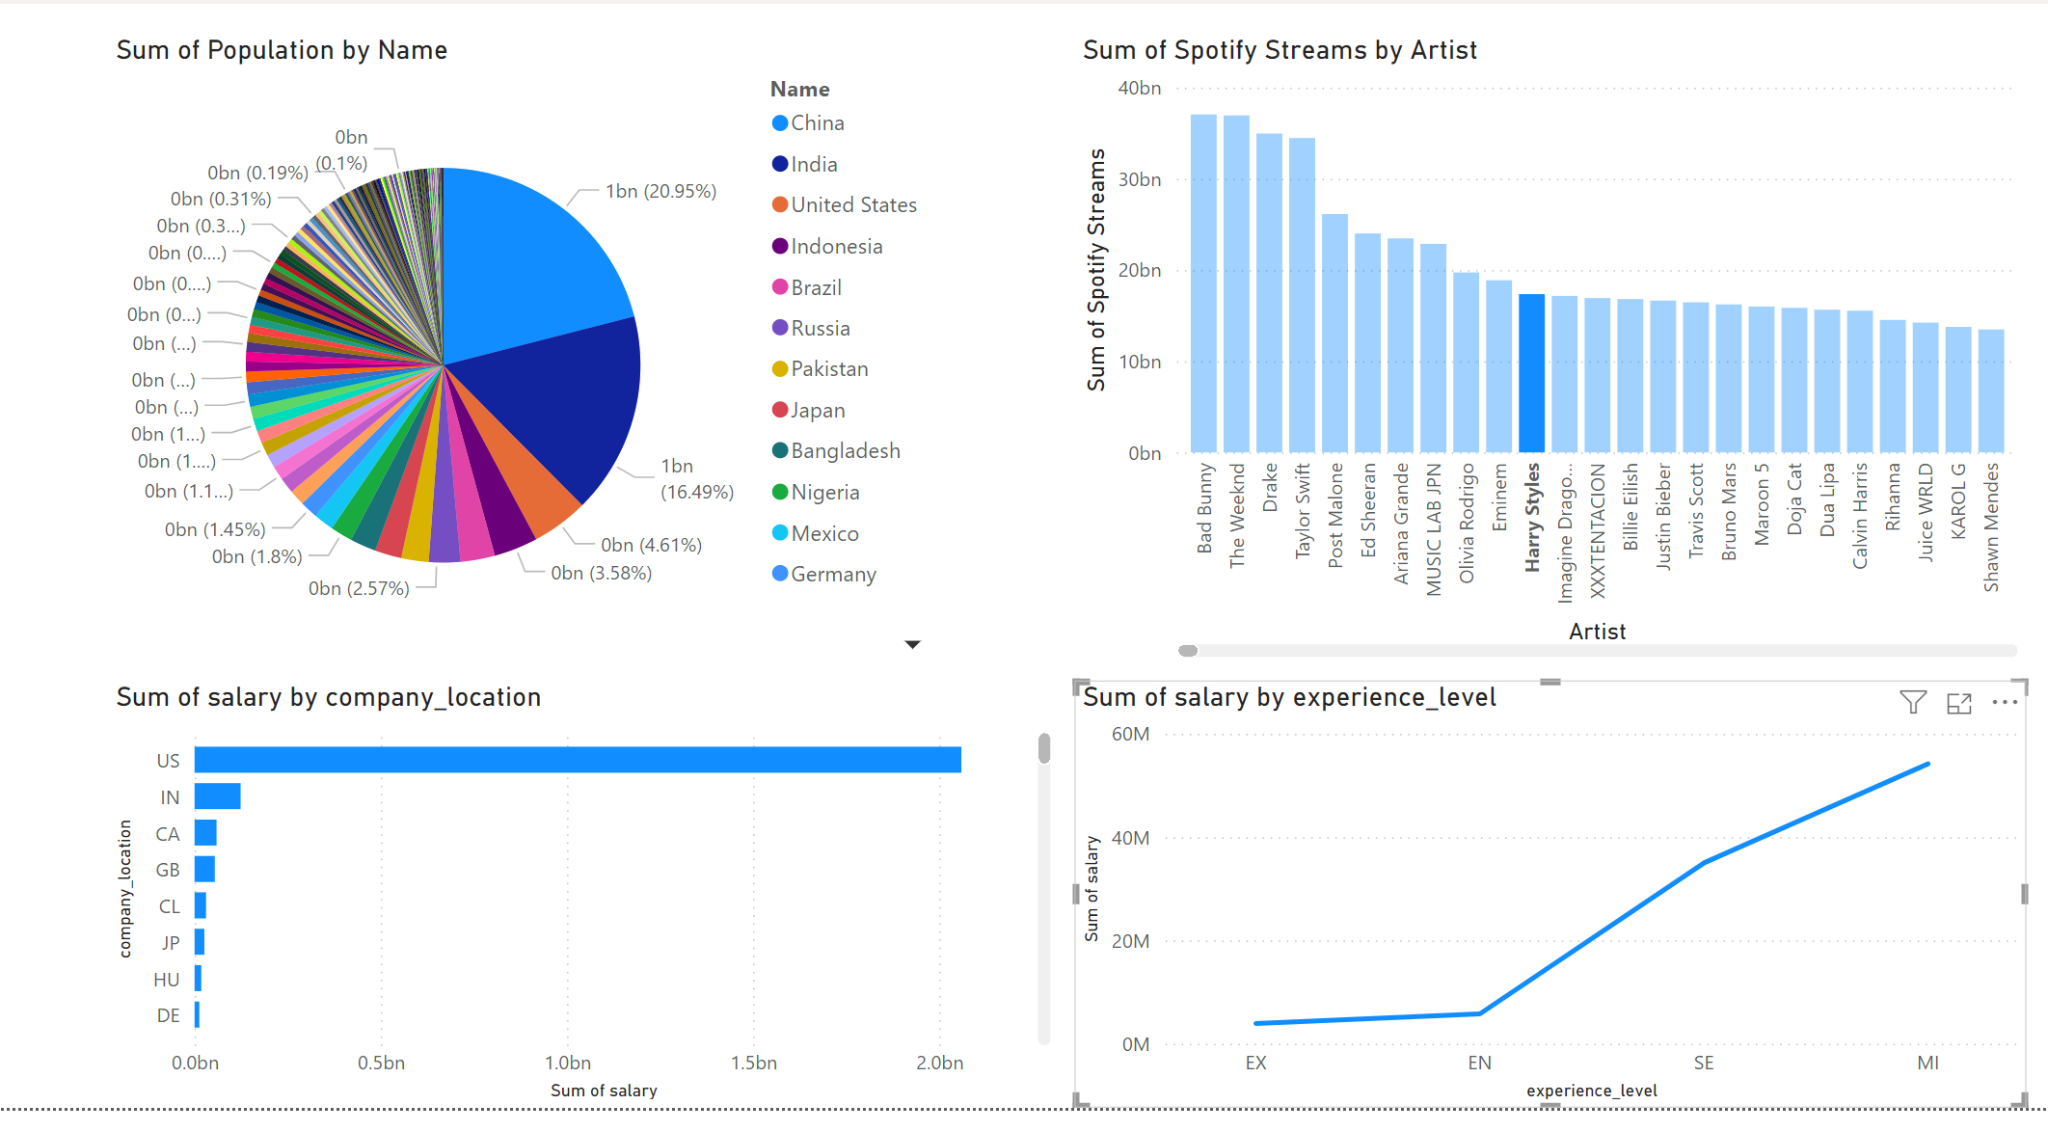 Sum of Population by Name
Name
China
India
United States
Indonesia
Brazil
Russia
Pakistan
Japan
Bangladesh
Nigeria
Mexico
Germany
1bn (20.95%)
1bn
(16.49%)
0bn (4.61%)
0bn (3.58%)
0bn (2.57%)
0bn (1.8%)
0bn (1.45%)
0bn (1.1...)
0bn (1....)
0bn (1...)
0bn (...)
0bn (...)
0bn (...)
0bn (0...)
0bn (0....)
0bn (0....)
0bn (0.3...)
0bn (0.31%)
0bn (0.19%)
0bn
(0.1%)
Sum of Spotify Streams by Artist
Sum of Spotify Streams
40bn
30bn
20bn
10bn
0bn
Bad Bunny
The Weeknd
Drake
Taylor Swift
Post Malone
Ed Sheeran
Ariana Grande
MUSIC LAB JPN
Olivia Rodrigo
Eminem
Harry Styles
Imagine Drago...
XXXTENTACION
Billie Eilish
Justin Bieber
Travis Scott
Bruno Mars
Maroon 5
Doja Cat
Dua Lipa
Calvin Harris
Rihanna
Juice WRLD
KAROL G
Shawn Mendes
Artist
Sum of salary by company_location
company_location
US
IN
CA
GB
CL
JP
HU
DE
0.0bn
0.5bn
1.0bn
1.5bn
2.0bn
Sum of salary
Sum of salary by experience_level
Sum of salary
60M
40M
20M
0M
EX
EN
SE
MI
experience_level